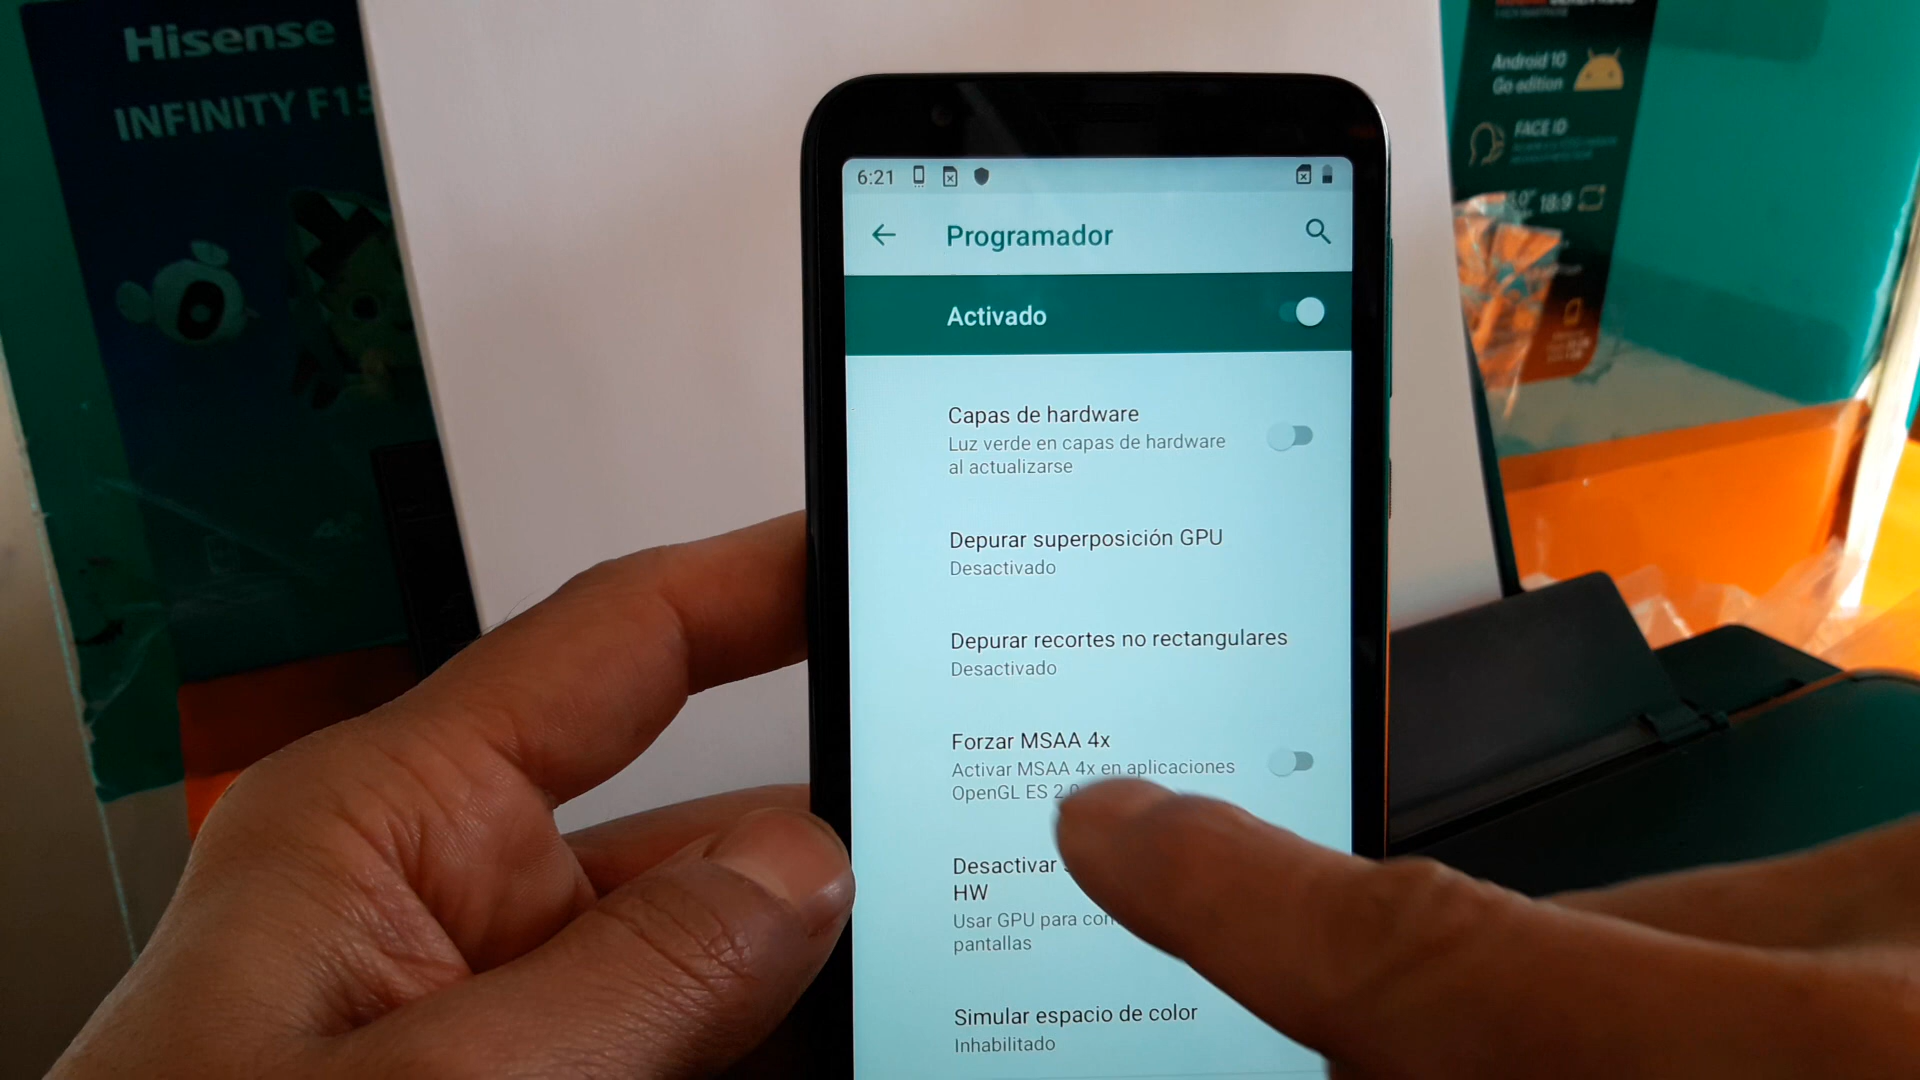 Hisense
INFINITY F15
Android 10
Go edition
FACE ID
18:9
6:21
Programador
Activado
Capas de hardware
Luz verde en capas de hardware
al actualizarse
Depurar superposición GPU
Desactivado
Depurar recortes no rectangulares
Desactivado
Forzar MSAA 4x
Activar MSAA 4x en aplicaciones
OpenGL ES 2.0
Desactivar
HW
Usar GPU para
pantallas
Simular espacio de color
Inhabilitado